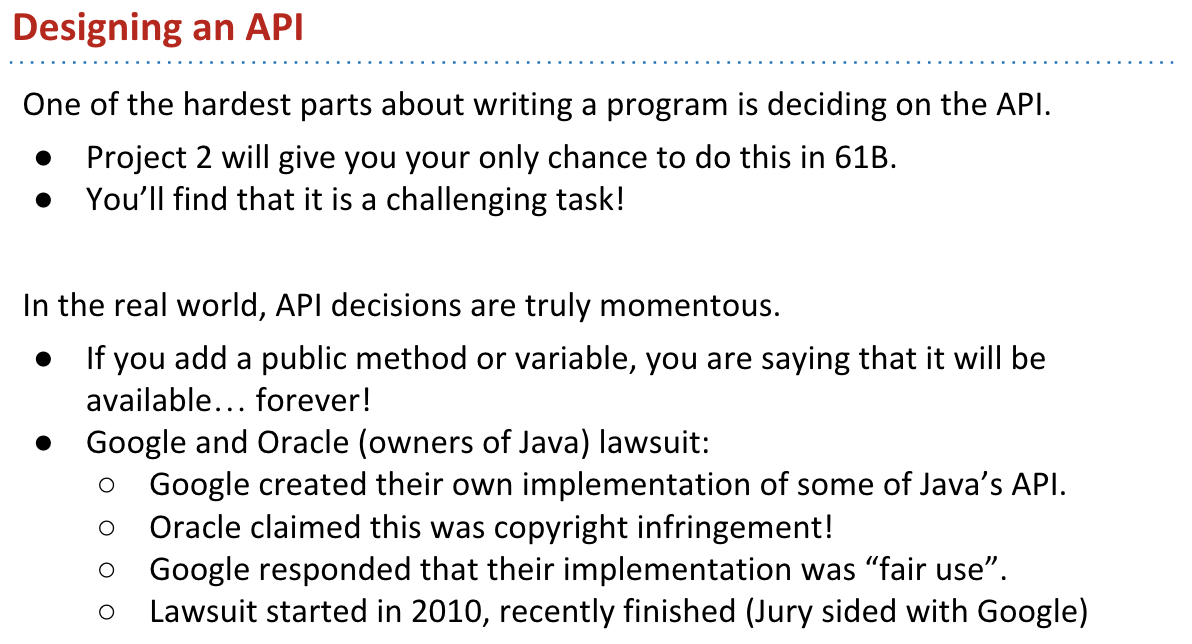 Designing an API
One of the hardest parts about writing a program is deciding on the API.
● Project 2 will give you your only chance to do this in 61B.
● You’ll find that it is a challenging task!
In the real world, API decisions are truly momentous.
● If you add a public method or variable, you are saying that it will be
available… forever!
● Google and Oracle (owners of Java) lawsuit:
○ Google created their own implementation of some of Java’s API.
○ Oracle claimed this was copyright infringement!
○ Google responded that their implementation was “fair use”.
○ Lawsuit started in 2010, recently finished (Jury sided with Google)